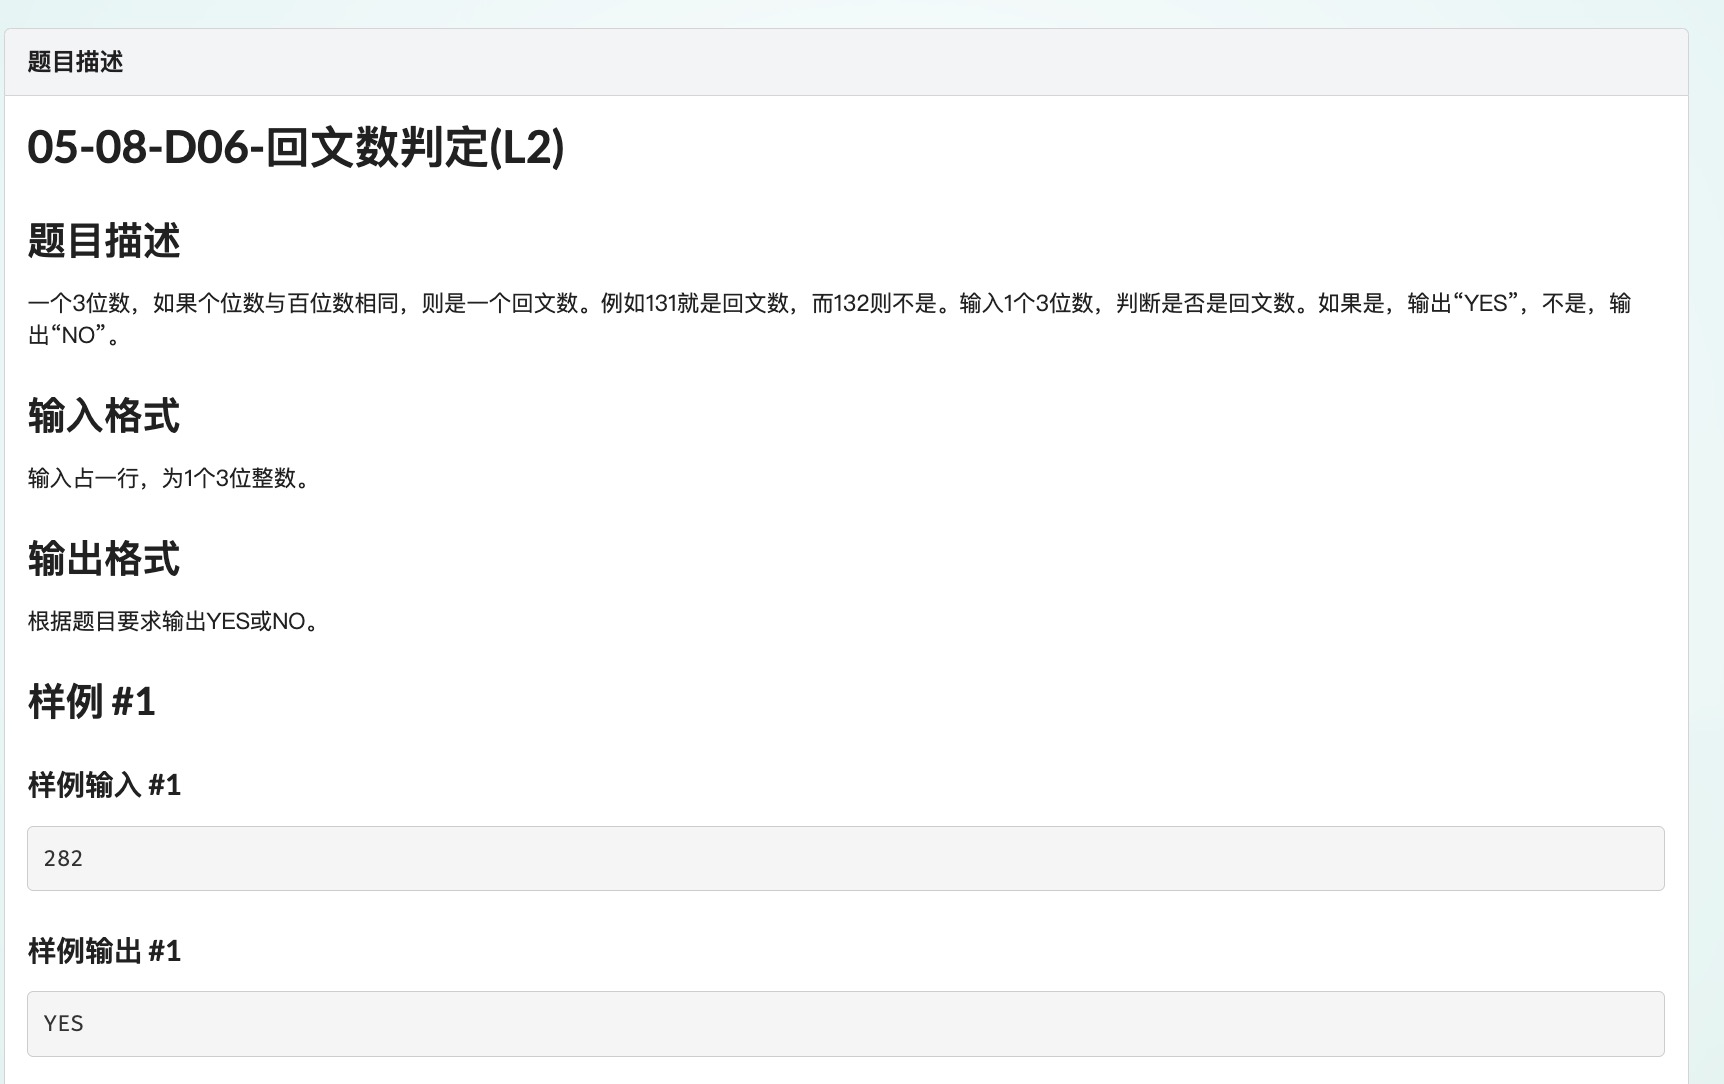 题目描述
05-08-D06-回文数判定(L2)
题目描述
一个3位数，如果个位数与百位数相同，则是一个回文数。例如131就是回文数，而132则不是。输入1个3位数，判断是否是回文数。如果是，输出“YES”，不是，输
出“NO”。
输入格式
输入占一行，为1个3位整数。
输出格式
根据题目要求输出YES或NO。
样例 #1
样例输入 #1
282
样例输出 #1
YES